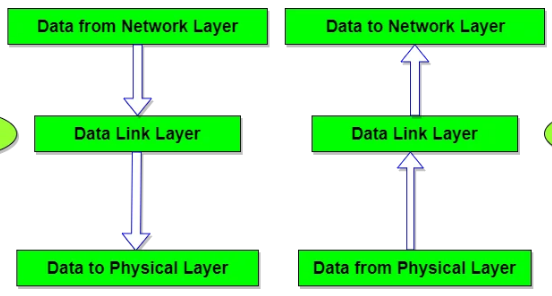 Data from Network Layer
Data Link Layer
Data to Physical Layer
Data to Network Layer
Data Link Layer
Data from Physical Layer